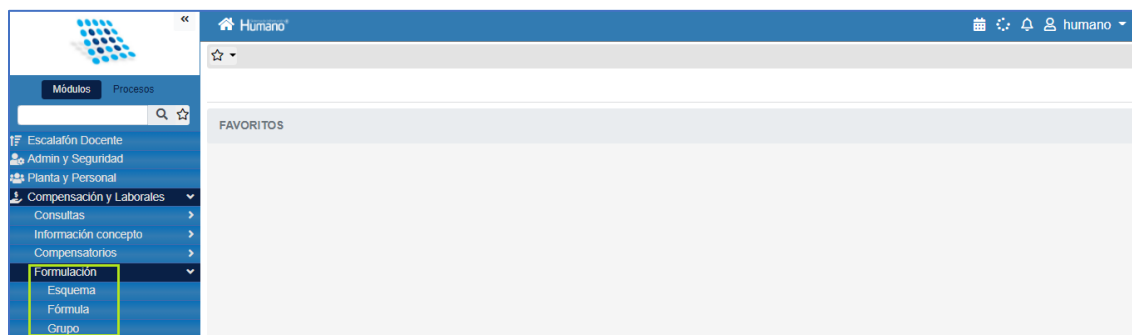 «
Humano
humano
Módulos Procesos
FAVORITOS
Escalafón Docente
Admin y Seguridad
Planta y Personal
Compensación y Laborales
Consultas
Información concepto
Compensatorios
Formulación
Esquema
Fórmula
Grupo